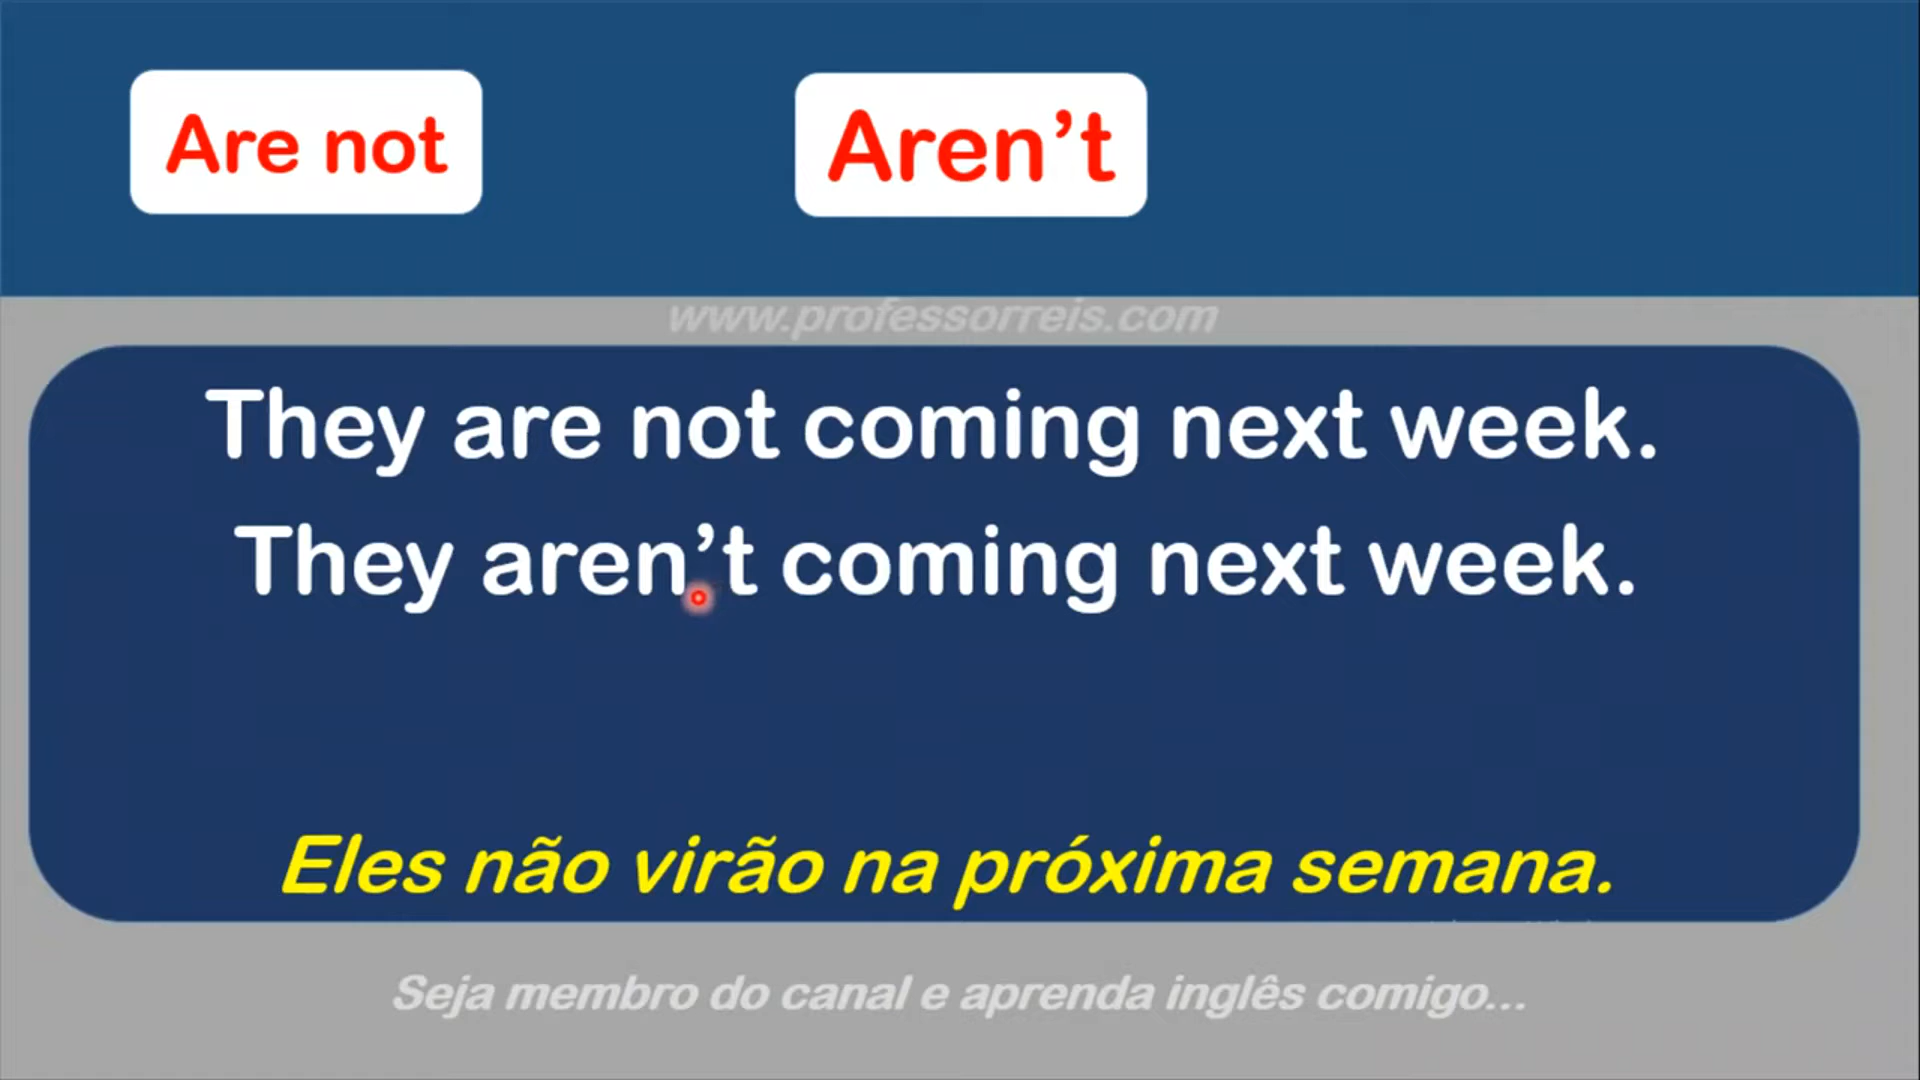 Are not
Aren’t
www.professorreis.com
They are not coming next week.
They aren’t coming next week.
Eles não virão na próxima semana.
Seja membro do canal e aprenda inglês comigo...